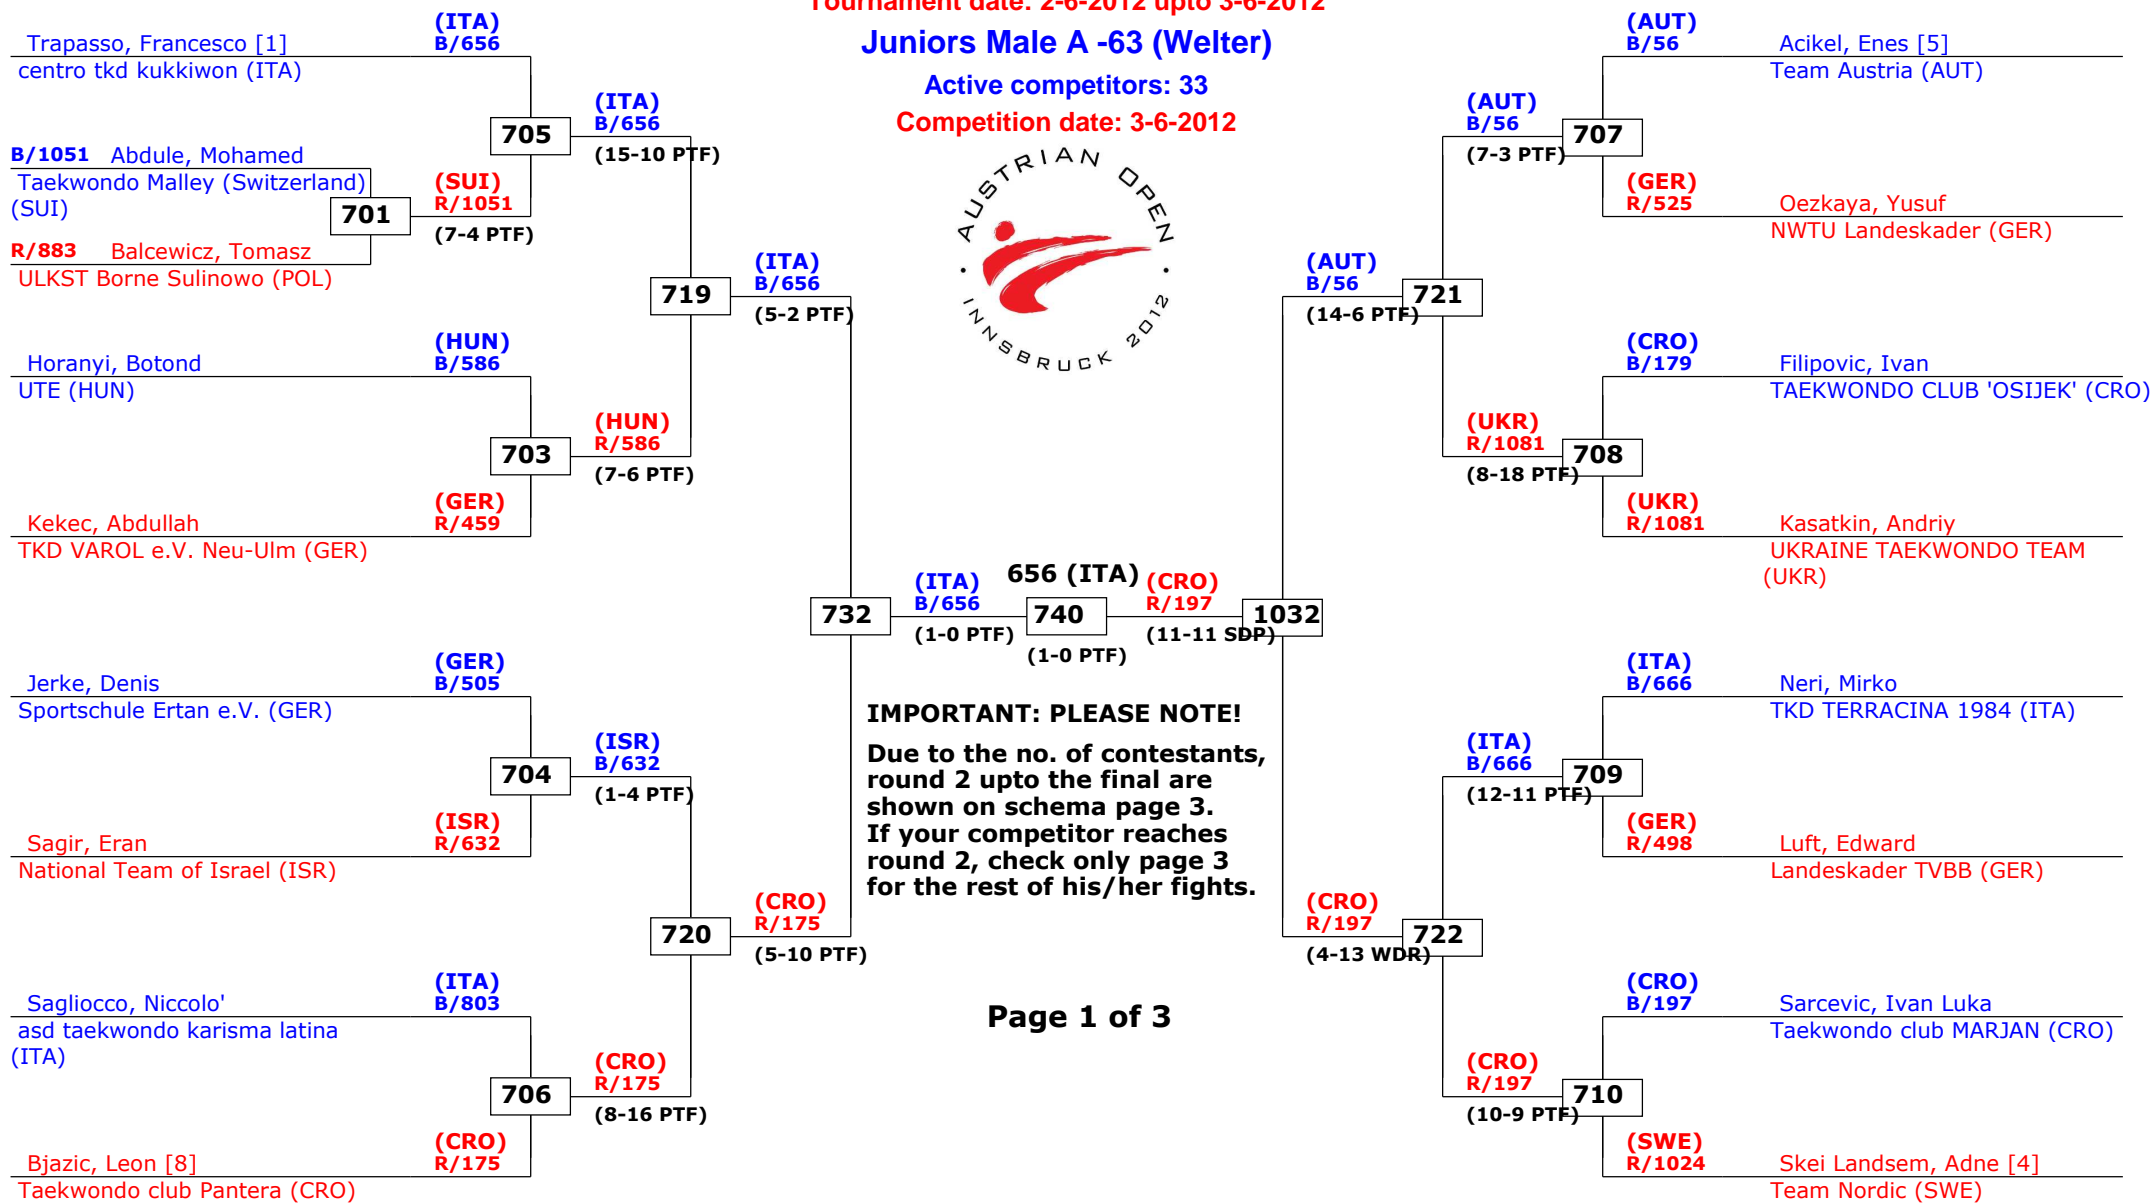 Tournament date: 2-6-2012 upto 3-6-2012
Juniors Male A -63 (Welter)
Active competitors: 33
Competition date: 3-6-2012
AUSTRIAN OPEN
· INNSBRUCK 2012 ·
Trapasso, Francesco [1]
centro tkd kukkiwon (ITA)
(ITA)
B/656
B/1051 Abdule, Mohamed
Taekwondo Malley (Switzerland)
(SUI)
701
R/883 Balcewicz, Tomasz
ULKST Borne Sulinowo (POL)
(SUI)
R/1051
(7-4 PTF)
705
(ITA)
B/656
(15-10 PTF)
Horanyi, Botond
UTE (HUN)
(HUN)
B/586
703
Kekec, Abdullah
TKD VAROL e.V. Neu-Ulm (GER)
(GER)
R/459
(HUN)
R/586
(7-6 PTF)
719
(ITA)
B/656
(5-2 PTF)
Jerke, Denis
Sportschule Ertan e.V. (GER)
(GER)
B/505
704
Sagir, Eran
National Team of Israel (ISR)
(ISR)
R/632
(ISR)
B/632
(1-4 PTF)
720
Sagliocco, Niccolo'
asd taekwondo karisma latina
(ITA)
(ITA)
B/803
706
Bjazic, Leon [8]
Taekwondo club Pantera (CRO)
(CRO)
R/175
(CRO)
R/175
(8-16 PTF)
(CRO)
R/175
(5-10 PTF)
732
(ITA)
B/656
(1-0 PTF)
656 (ITA)
740
(1-0 PTF)
(CRO)
R/197
(11-11 SDP)
1032
IMPORTANT: PLEASE NOTE!
Due to the no. of contestants,
round 2 upto the final are
shown on schema page 3.
If your competitor reaches
round 2, check only page 3
for the rest of his/her fights.
Page 1 of 3
(AUT)
B/56
(14-6 PTF)
721
(AUT)
B/56
(7-3 PTF)
707
(AUT)
B/56
Acikel, Enes [5]
Team Austria (AUT)
(GER)
R/525
Oezkaya, Yusuf
NWTU Landeskader (GER)
(UKR)
R/1081
(8-18 PTF)
708
(CRO)
B/179
Filipovic, Ivan
TAEKWONDO CLUB 'OSIJEK' (CRO)
(UKR)
R/1081
Kasatkin, Andriy
UKRAINE TAEKWONDO TEAM
(UKR)
(CRO)
R/197
(4-13 WDR)
722
(ITA)
B/666
(12-11 PTF)
709
(ITA)
B/666
Neri, Mirko
TKD TERRACINA 1984 (ITA)
(GER)
R/498
Luft, Edward
Landeskader TVBB (GER)
(CRO)
R/197
(10-9 PTF)
710
(CRO)
B/197
Sarcevic, Ivan Luka
Taekwondo club MARJAN (CRO)
(SWE)
R/1024
Skei Landsem, Adne [4]
Team Nordic (SWE)